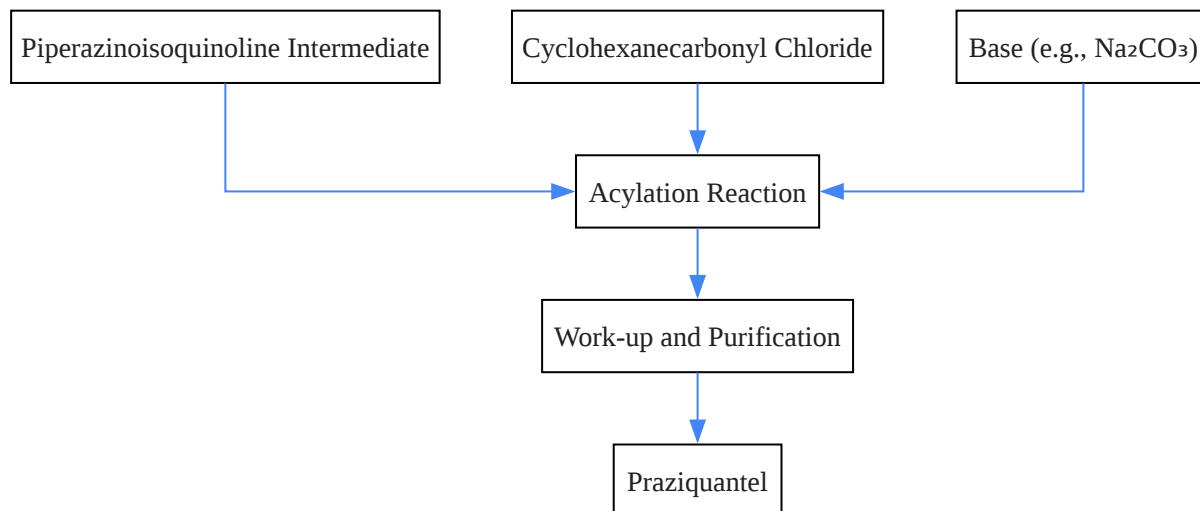 Piperazinoisoquinoline Intermediate
Cyclohexanecarbonyl Chloride
Base (e.g., Na₂CO₃)
Acylation Reaction
Work-up and Purification
Praziquantel